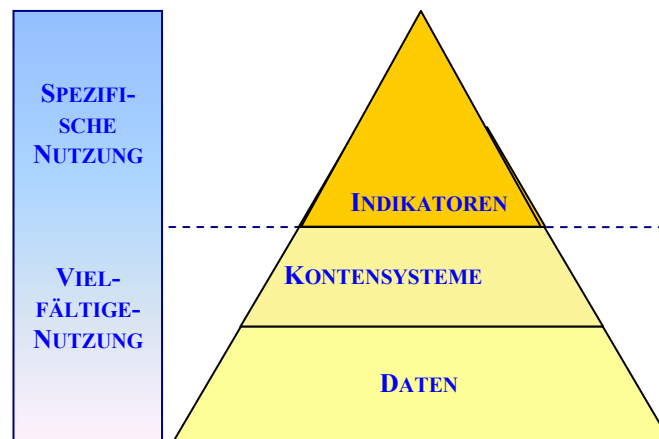 SPEZIFI-
SCHE
NUTZUNG
VIEL-
FÄLTIGE-
NUTZUNG
INDIKATOREN
KONTENSYSTEME
DATEN